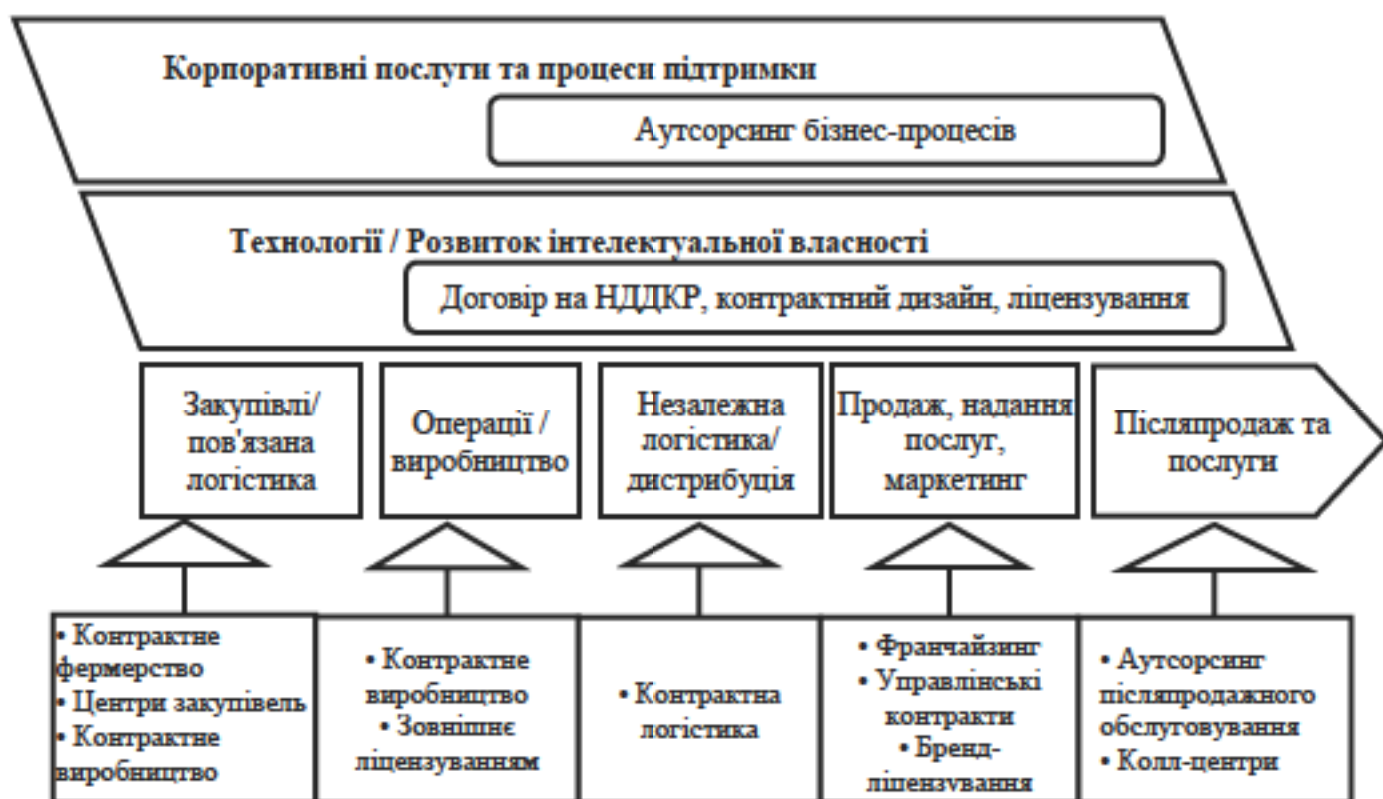 Корпоративні послуги та процеси підтримки
Аутсорсинг бізнес-процесів
Технології / Розвиток інтелектуальної власності
Договір на НДДКР, контрактний дизайн, ліцензування
Закупівлі/
пов'язана
логістика
Операції /
виробництво
Незалежна
логістика/
дистрибуція
Продаж, надання
послуг,
маркетинг
Післяпродаж та
послуги
• Контрактне
фермерство
• Центри закупівель
• Контрактне
виробництво
• Контрактне
виробництво
• Зовнішнє
ліцензуванням
• Контрактна
логістика
• Франчайзинг
• Управлінські
контракти
• Бренд-
ліцензування
• Аутсорсинг
післяпродажного
обслуговування
• Колл-центри